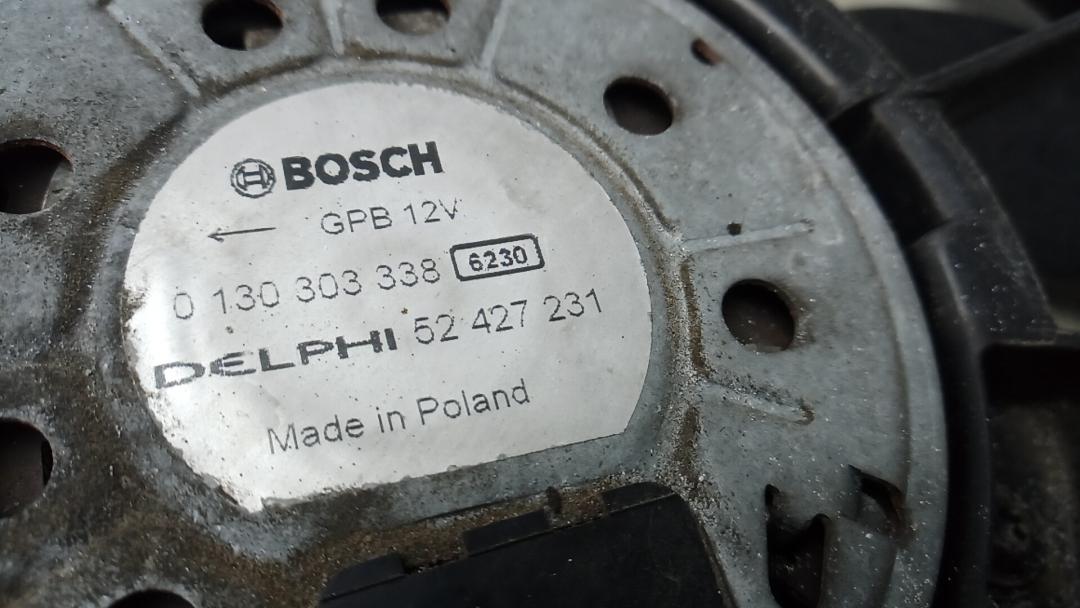 BOSCH
GPB 12V
0 130 303 338 6230
DELPHI 52 427 231
Made in Poland